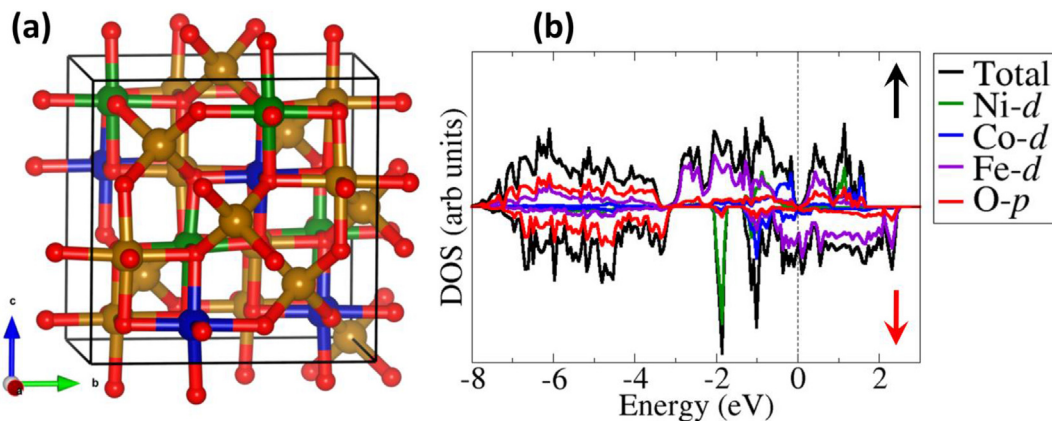 (a)
c
a
b
(b)
DOS (arb units)
Total
Ni-d
Co-d
Fe-d
O-p
-8 -6 -4 -2 0 2
Energy (eV)